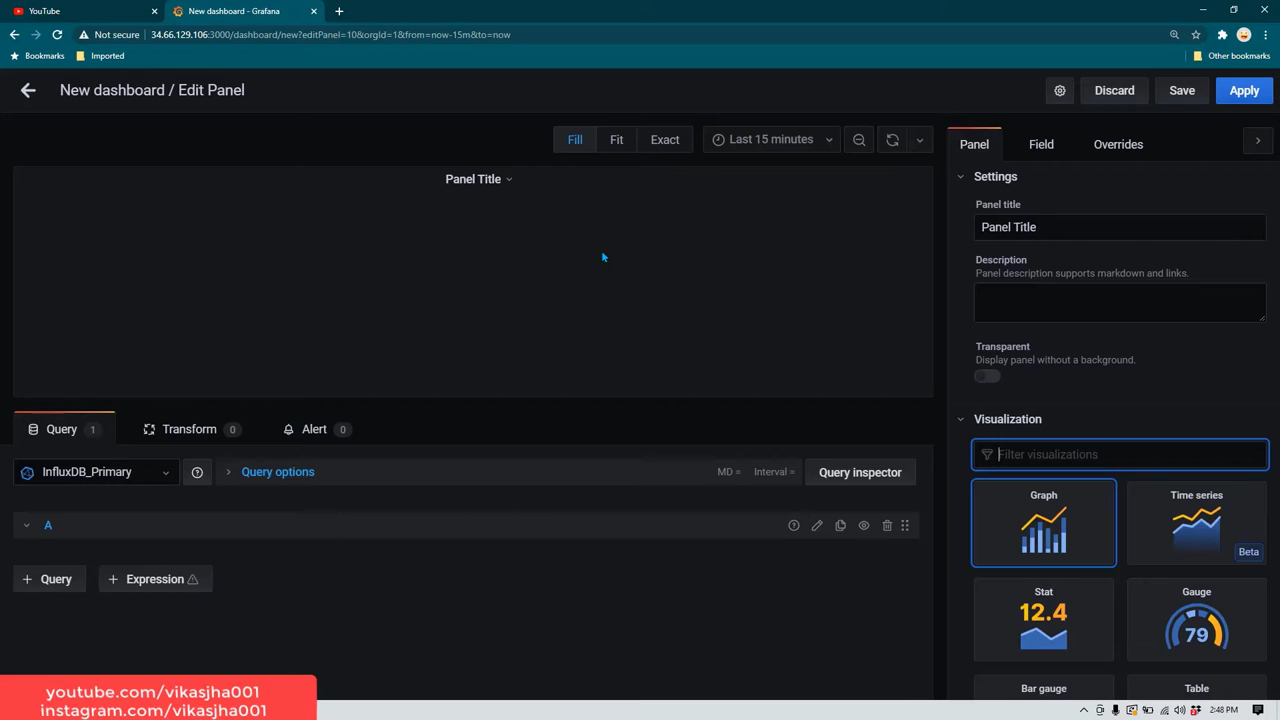 YouTube
New dashboard - Grafana
Not secure
34.66.129.106:3000/dashboard/new?editPanel=10&orgId=1&from=now-15m&to=now
Bookmarks
Imported
Other bookmarks
New dashboard / Edit Panel
Discard
Save
Apply
Fill
Fit
Exact
Last 15 minutes
Panel Title
Query 1
Transform 0
Alert 0
InfluxDB_Primary
Query options
MD =
Interval =
Query inspector
A
+ Query
+ Expression
Panel
Field
Overrides
Settings
Panel title
Panel Title
Description
Panel description supports markdown and links.
Transparent
Display panel without a background.
Visualization
Filter visualizations
Graph
Time series
Beta
Stat
12.4
Gauge
79
Bar gauge
Table
youtube.com/vikasjha001
instagram.com/vikasjha001
2:48 PM